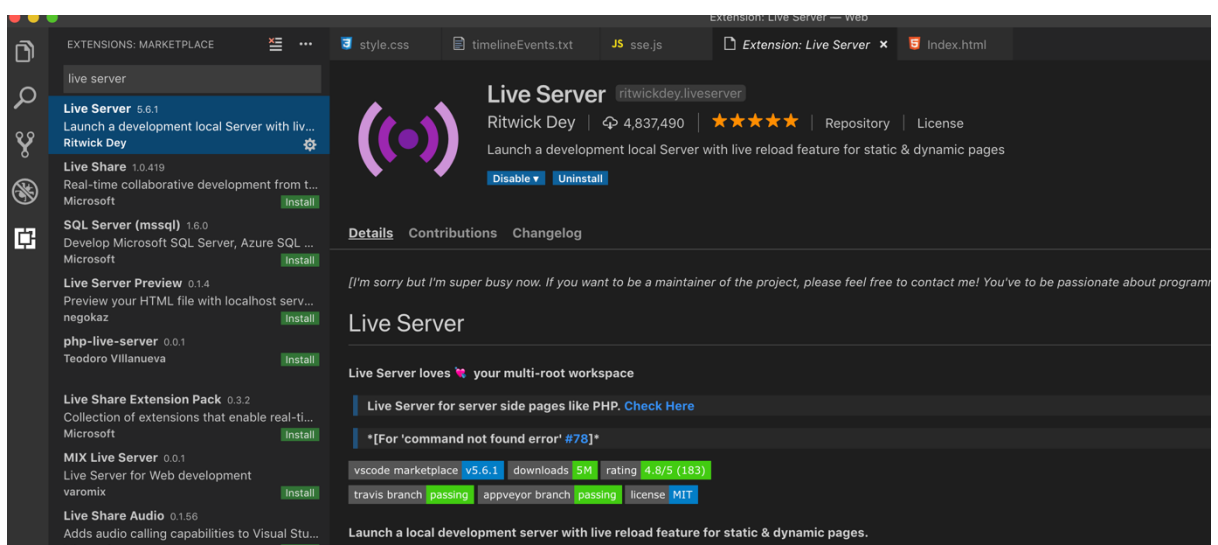 Extension: Live Server — Web
EXTENSIONS: MARKETPLACE
style.css
timelineEvents.txt
JS sse.js
Extension: Live Server
Index.html
live server
Live Server 5.6.1
Launch a development local Server with liv...
Ritwick Dey
Live Share 1.0.419
Real-time collaborative development from t...
Microsoft Install
SQL Server (mssql) 1.6.0
Develop Microsoft SQL Server, Azure SQL ...
Microsoft Install
Live Server Preview 0.1.4
Preview your HTML file with localhost serv...
negokaz Install
php-live-server 0.0.1
Teodoro VIllanueva Install
Live Share Extension Pack 0.3.2
Collection of extensions that enable real-ti...
Microsoft Install
MIX Live Server 0.0.1
Live Server for Web development
varomix Install
Live Share Audio 0.1.56
Adds audio calling capabilities to Visual Stu...
Live Server ritwickdey.liveserver
Ritwick Dey | 4,837,490 | ★★★★★ | Repository | License
Launch a development local Server with live reload feature for static & dynamic pages
Disable ▾ Uninstall
Details Contributions Changelog
[I'm sorry but I'm super busy now. If you want to be a maintainer of the project, please feel free to contact me! You've to be passionate about programm
Live Server
Live Server loves 💘 your multi-root workspace
Live Server for server side pages like PHP. Check Here
*[For 'command not found error' #78]*
vscode marketplace v5.6.1 downloads 5M rating 4.8/5 (183)
travis branch passing appveyor branch passing license MIT
Launch a local development server with live reload feature for static & dynamic pages.